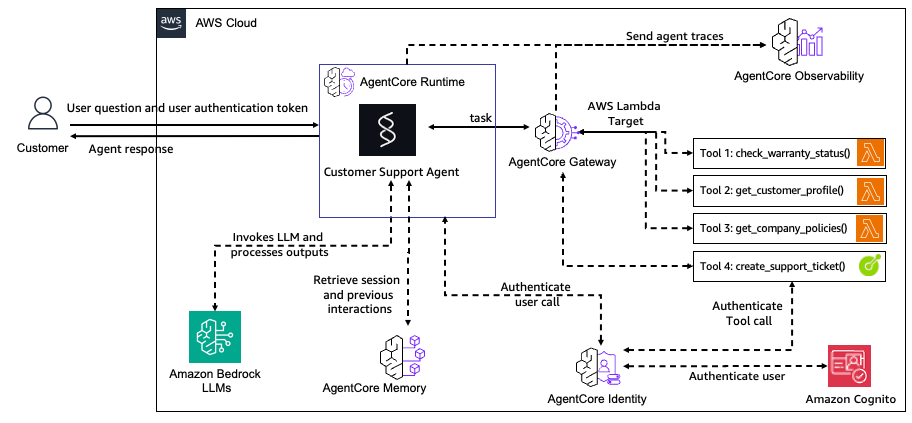 aws
AWS Cloud
Send agent traces
AgentCore Observability
AgentCore Runtime
User question and user authentication token
Customer
Agent response
Customer Support Agent
task
AgentCore Gateway
AWS Lambda
Target
Tool 1: check_warranty_status()
Tool 2: get_customer_profile()
Tool 3: get_company_policies()
Tool 4: create_support_ticket()
Invokes LLM and
processes outputs
Retrieve session
and previous
interactions
Authenticate
user call
Authenticate
Tool call
Amazon Bedrock
LLMs
AgentCore Memory
AgentCore Identity
Authenticate user
Amazon Cognito